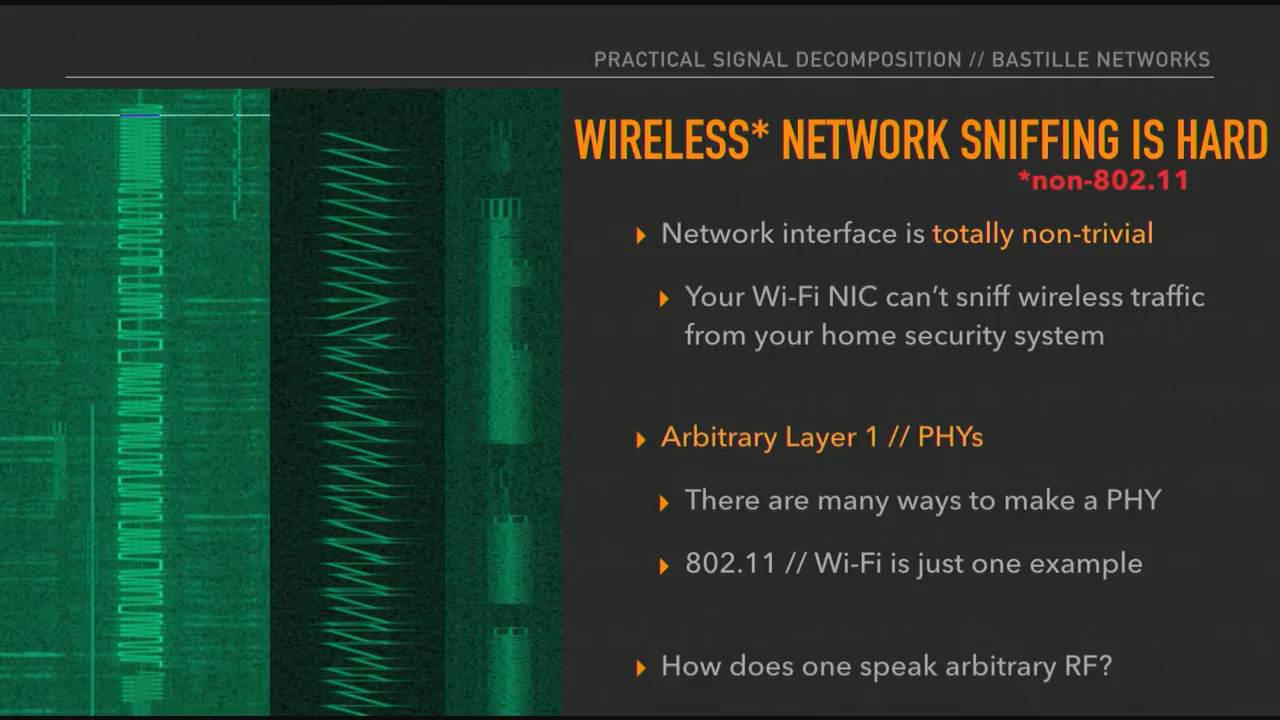 PRACTICAL SIGNAL DECOMPOSITION // BASTILLE NETWORKS
WIRELESS* NETWORK SNIFFING IS HARD
*non-802.11
Network interface is totally non-trivial
Your Wi-Fi NIC can’t sniff wireless traffic
from your home security system
Arbitrary Layer 1 // PHYs
There are many ways to make a PHY
802.11 // Wi-Fi is just one example
How does one speak arbitrary RF?